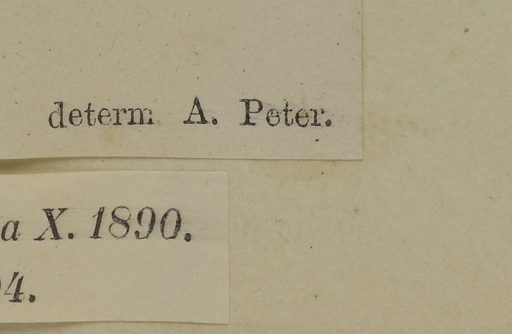 determ A. Peter.
a X. 1890.
4.